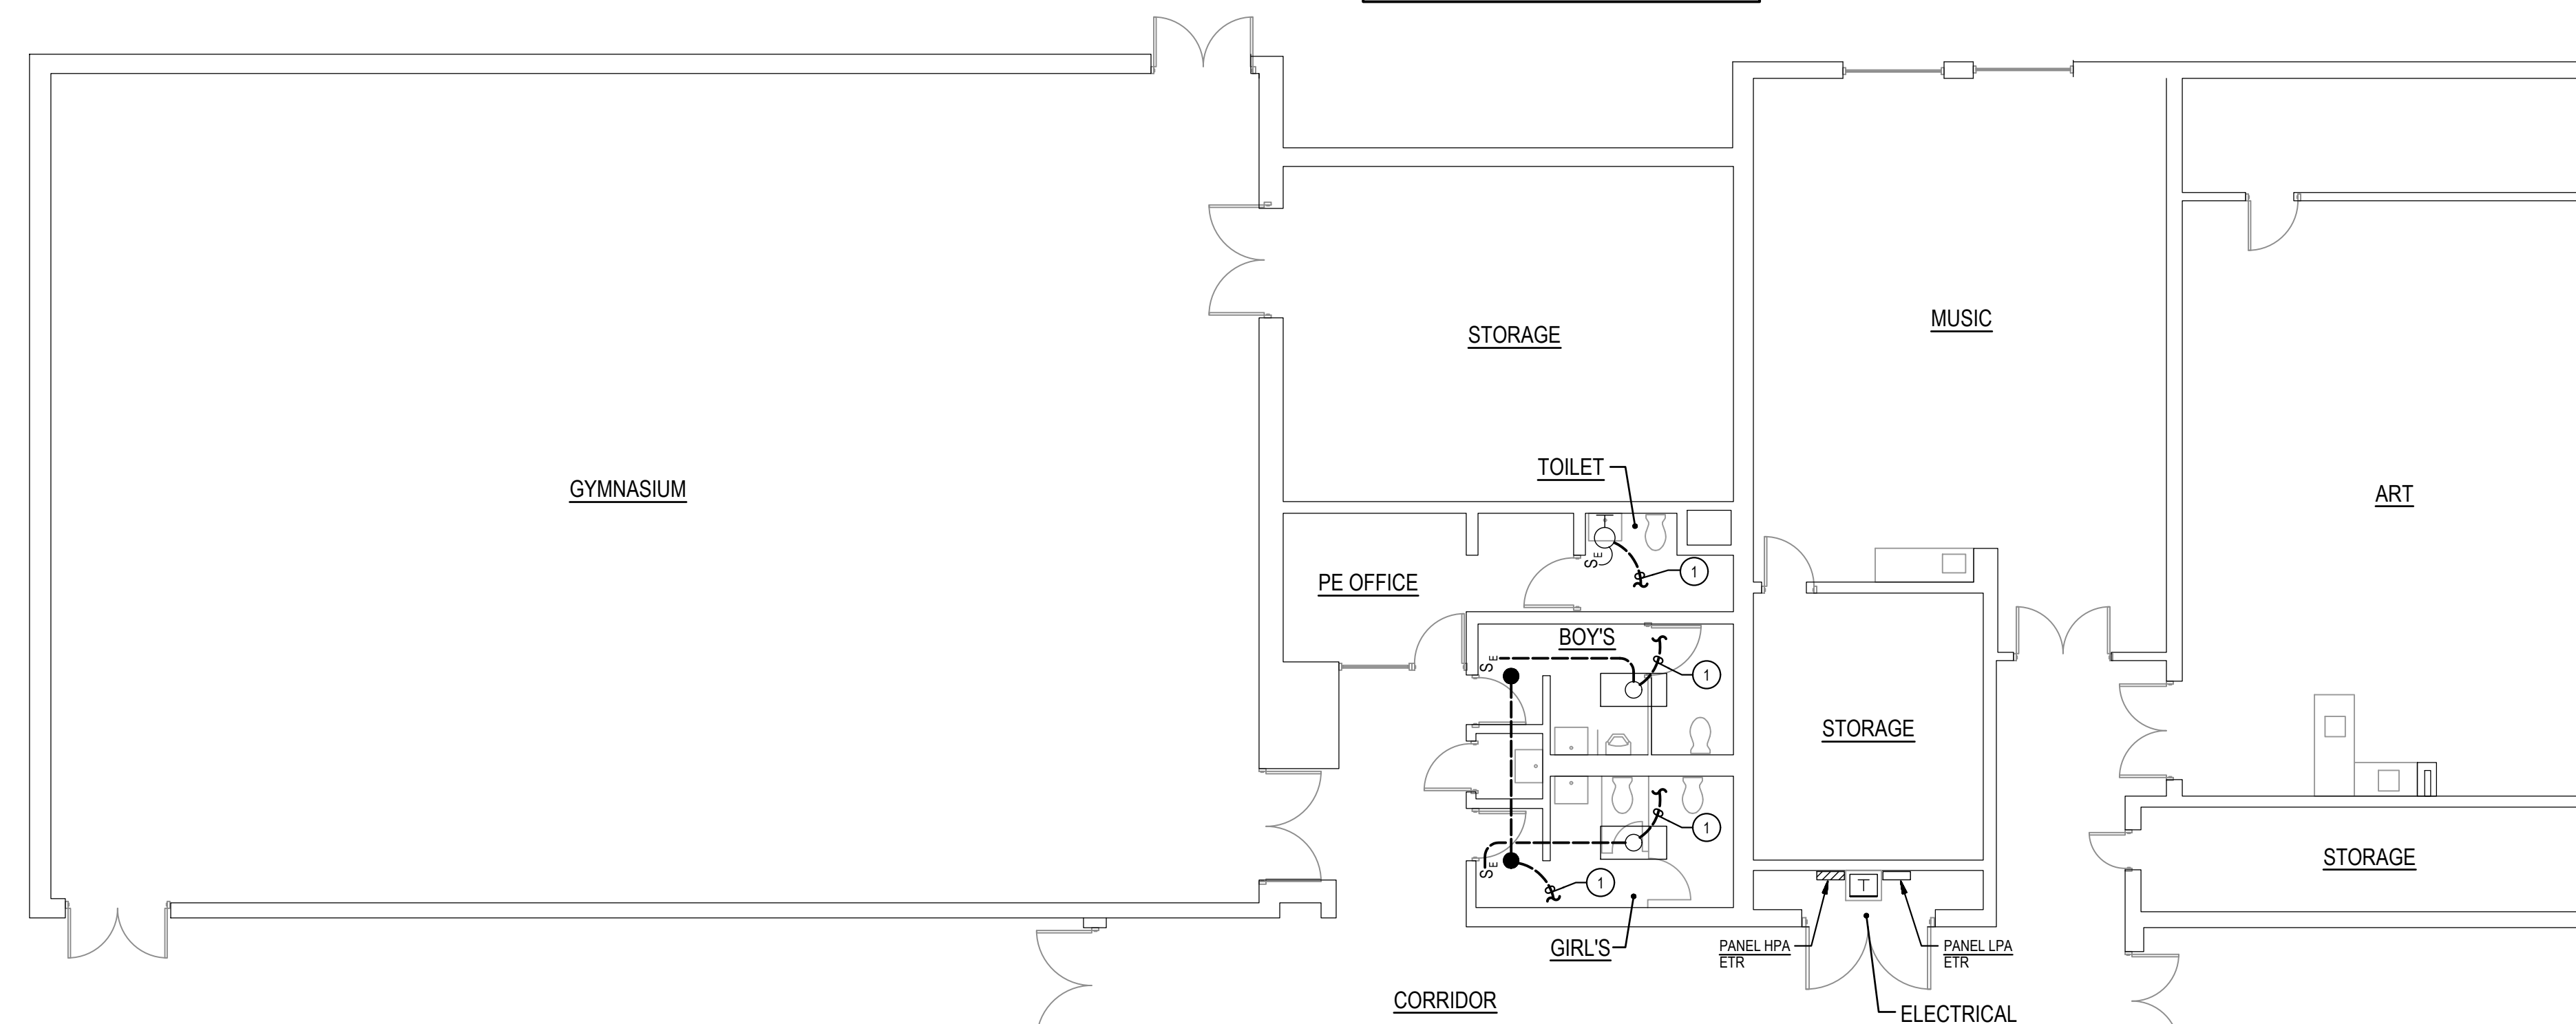 STORAGE
MUSIC
TOILET
GYMNASIUM
ART
S E
1
PE OFFICE
BOY'S
S E
1
STORAGE
1
STORAGE
S E
1
T
GIRL'S
PANEL HPA
ETR
PANEL LPA
ETR
CORRIDOR
ELECTRICAL